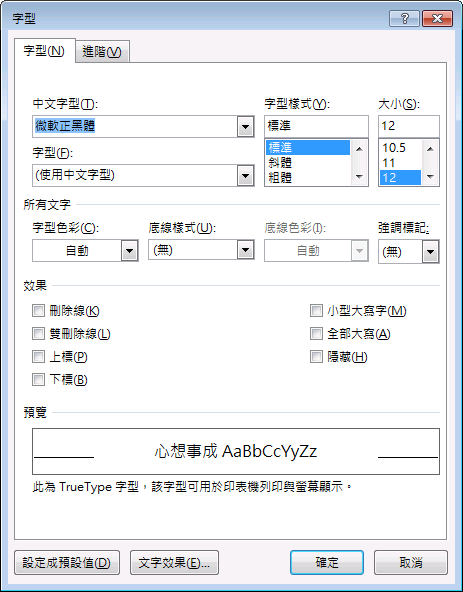 字型
字型(N) 進階(V)
中文字型(T): 字型樣式(Y): 大小(S):
微軟正黑體 標準 12
字型(F): 標準 10.5
斜體 11
(使用中文字型) 粗體 12
所有文字
字型色彩(C): 底線樣式(U): 底線色彩(I): 強調標記:
自動 (無) 自動 (無)
效果
刪除線(K) 小型大寫字(M)
雙刪除線(L) 全部大寫(A)
上標(P) 隱藏(H)
下標(B)
預覽
心想事成 AaBbCcYyZz
此為 TrueType 字型，該字型可用於印表機列印與螢幕顯示。
設定成預設值(D) 文字效果(E)... 確定 取消